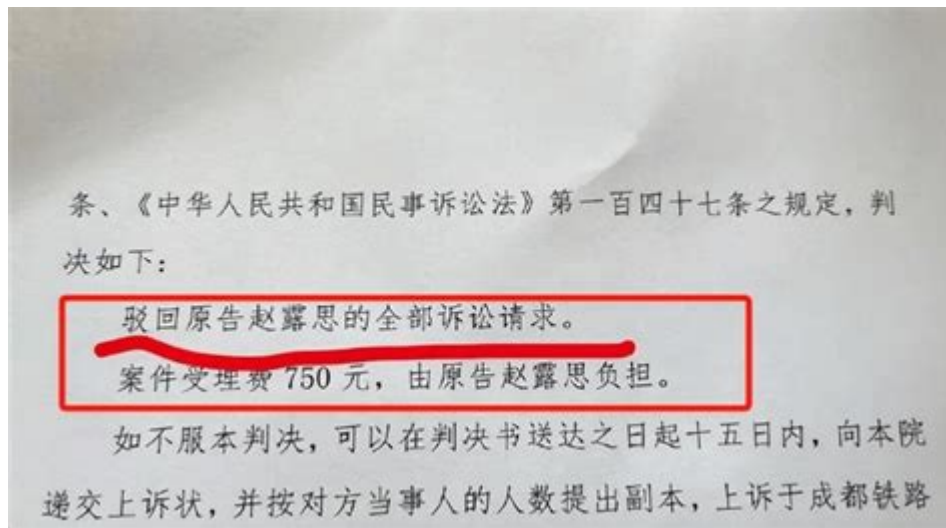 条、《中华人民共和国民事诉讼法》第一百四十七条之规定，判
决如下：
驳回原告赵露思的全部诉讼请求。
案件受理费 750 元，由原告赵露思负担。
如不服本判决，可以在判决书送达之日起十五日内，向本院
递交上诉状，并按对方当事人的人数提出副本，上诉于成都铁路